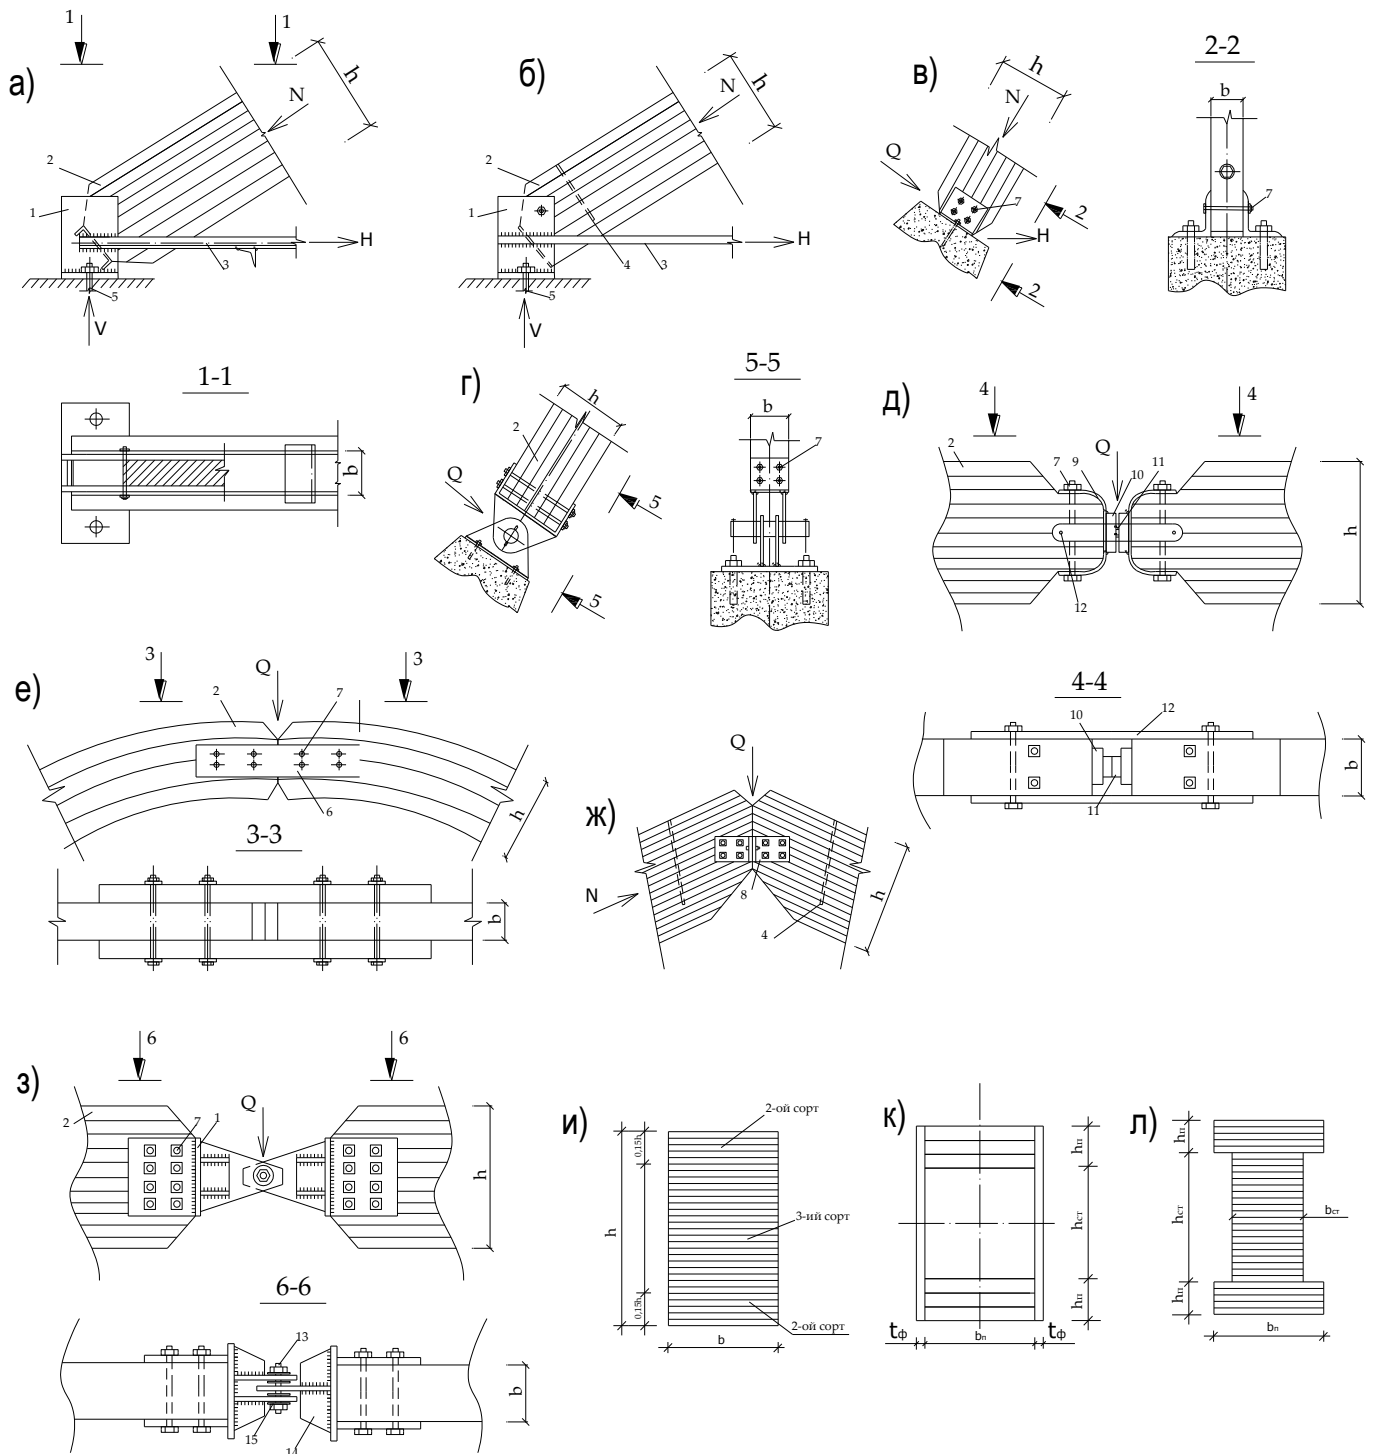 а)
1
1
h
N
2
1
3
H
5
V
б)
h
N
2
1
4
3
H
5
V
в)
h
N
Q
7
2
H
2
2-2
b
7
1-1
b
г)
h
2
Q
5
5
5-5
b
7
д)
4
4
2
Q
7
9
11
10
h
12
е)
3
3
2
Q
7
6
h
3-3
b
ж)
Q
N
8
4
h
4-4
10
12
11
b
з)
6
6
2
7
1
Q
h
6-6
13
15
14
b
и)
2-ой сорт
0,15h
h
3-ий сорт
0,15h
2-ой сорт
b
к)
hп
hст
hп
tф
bп
tф
л)
hп
hст
bст
hп
bп